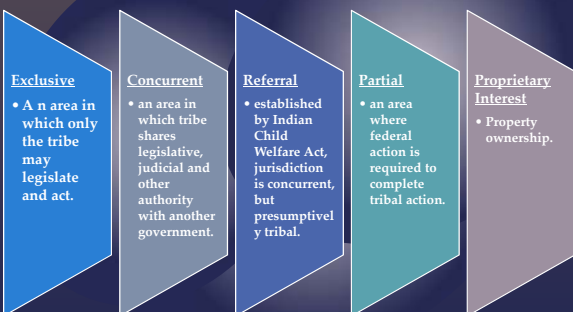 Exclusive
• A n area in
which only
the tribe
may
legislate
and act.
Concurrent
• an area in
which tribe
shares
legislative,
judicial and
other
authority
with another
government.
Referral
• established
by Indian
Child
Welfare Act,
jurisdiction
is concurrent,
but
presumptivel
y tribal.
Partial
• an area
where
federal
action is
required to
complete
tribal action.
Proprietary
Interest
• Property
ownership.